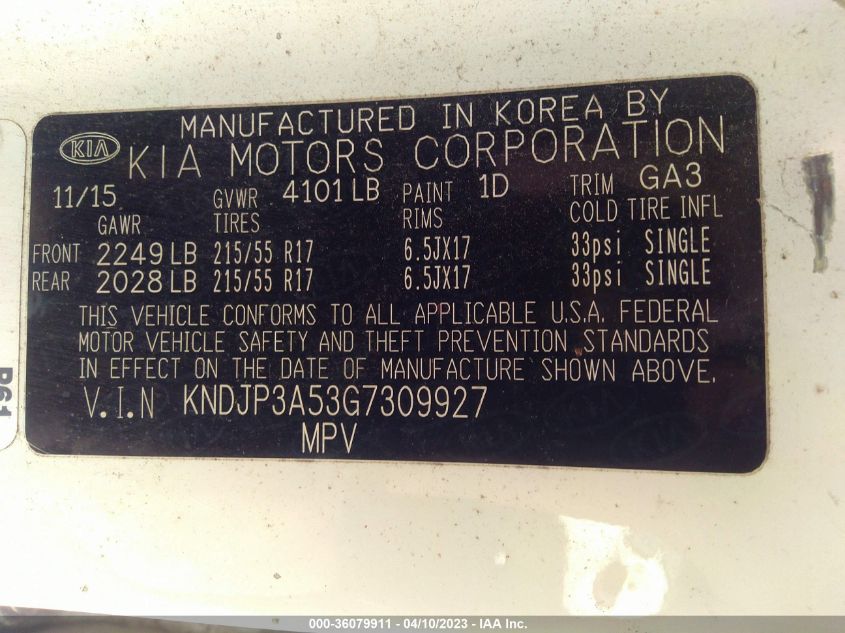 MANUFACTURED IN KOREA BY
KIA
KIA MOTORS CORPORATION
11/15 GVWR 4101 LB PAINT 1D TRIM GA3
GAWR TIRES RIMS COLD TIRE INFL
FRONT 2249 LB 215/55 R17 6.5JX17 33psi SINGLE
REAR 2028 LB 215/55 R17 6.5JX17 33psi SINGLE
THIS VEHICLE CONFORMS TO ALL APPLICABLE U.S.A. FEDERAL
MOTOR VEHICLE SAFETY AND THEFT PREVENTION STANDARDS
IN EFFECT ON THE DATE OF MANUFACTURE SHOWN ABOVE.
V.I.N KNDJP3A53G7309927
MPV
P61
000-36079911 - 04/10/2023 - IAA Inc.